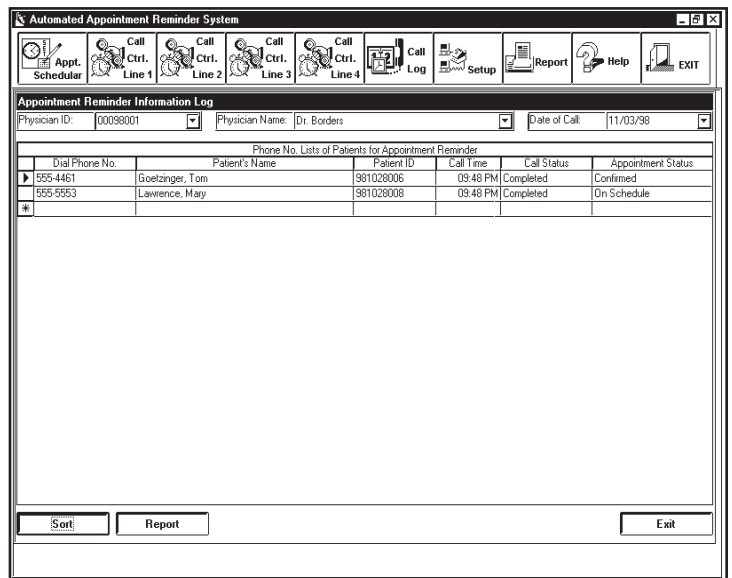 Automated Appointment Reminder System
Appt. Schedular
Call Ctrl. Line 1
Call Ctrl. Line 2
Call Ctrl. Line 3
Call Ctrl. Line 4
Call Log
Setup
Report
Help
EXIT
Appointment Reminder Information Log
Physician ID: 00098001 Physician Name: Dr. Borders Date of Call: 11/03/98
Phone No. Lists of Patients for Appointment Reminder
Dial Phone No. Patient's Name Patient ID Call Time Call Status Appointment Status
555-4461 Goetzinger, Tom 981028006 09:48 PM Completed Confirmed
555-5553 Lawrence, Mary 981028008 09:48 PM Completed On Schedule
*
Sort Report Exit